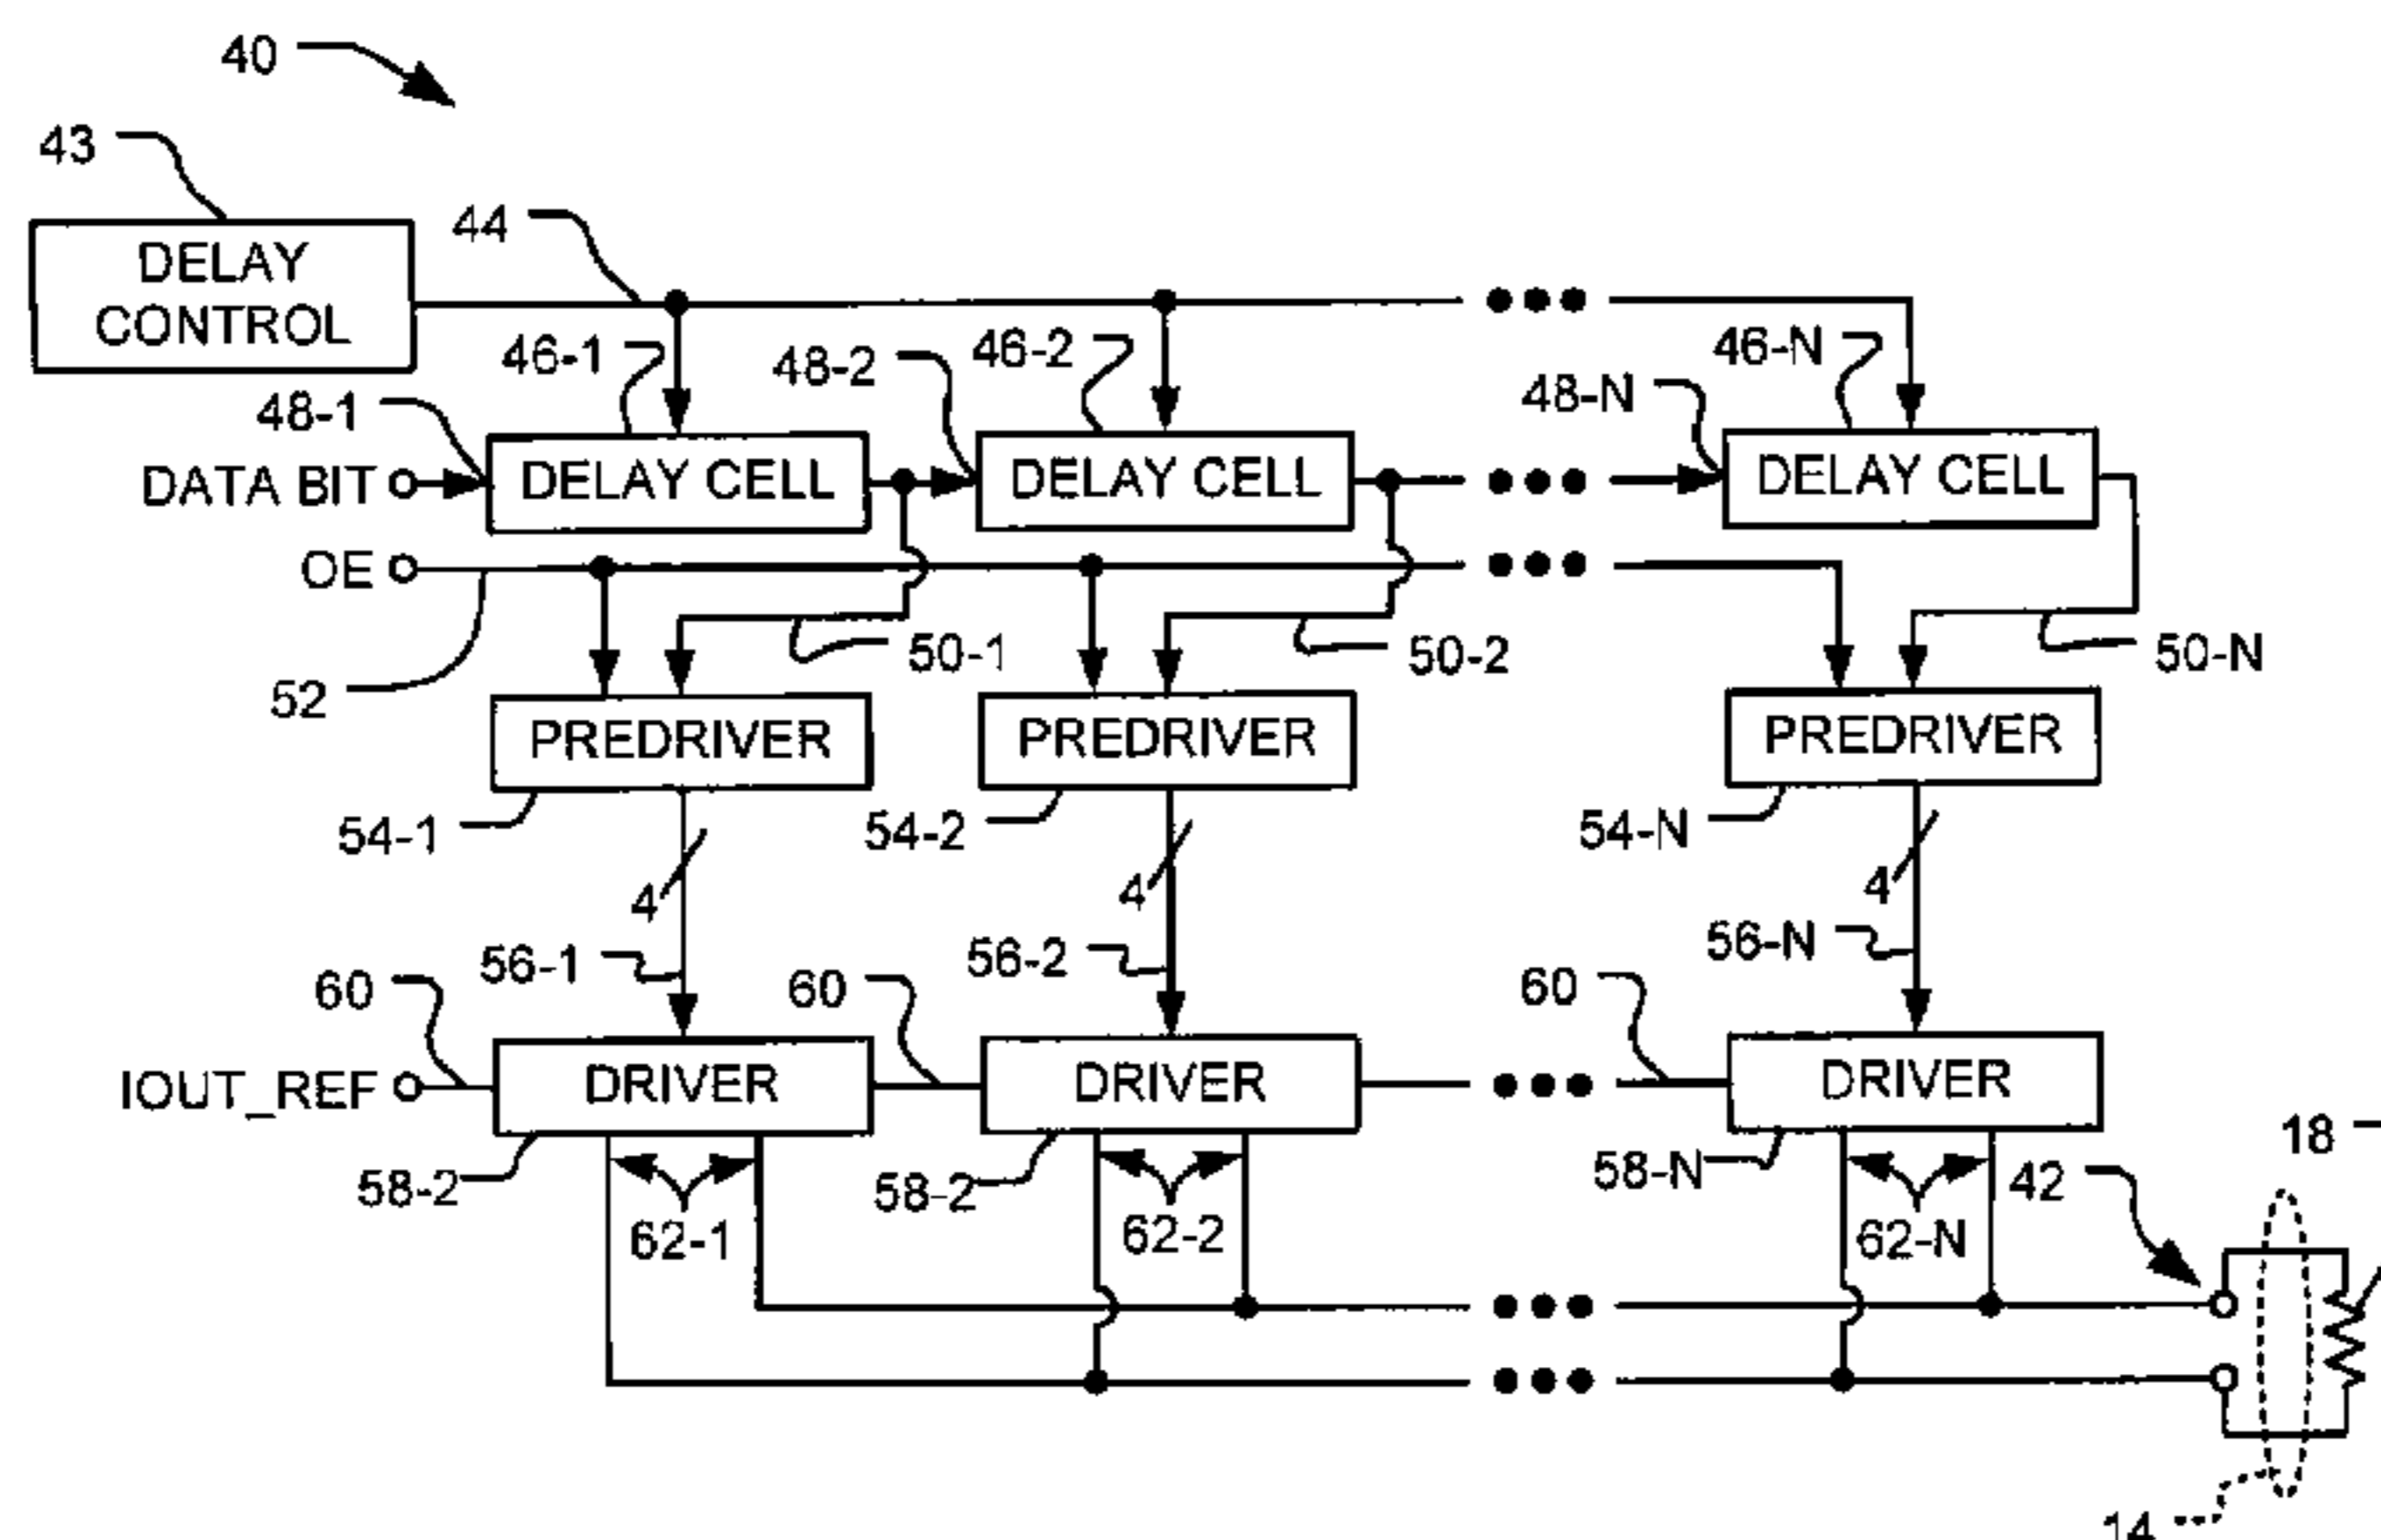 40
43
44
DELAY
CONTROL
46-1
48-2
46-2
46-N
48-1
48-N
DATA BIT
DELAY CELL
DELAY CELL
DELAY CELL
OE
52
50-1
50-2
50-N
PREDRIVER
PREDRIVER
PREDRIVER
54-1
54-2
54-N
4
4
4
56-1
56-2
56-N
60
60
60
IOUT_REF
DRIVER
DRIVER
DRIVER
18
58-2
58-2
58-N
42
62-1
62-2
62-N
14